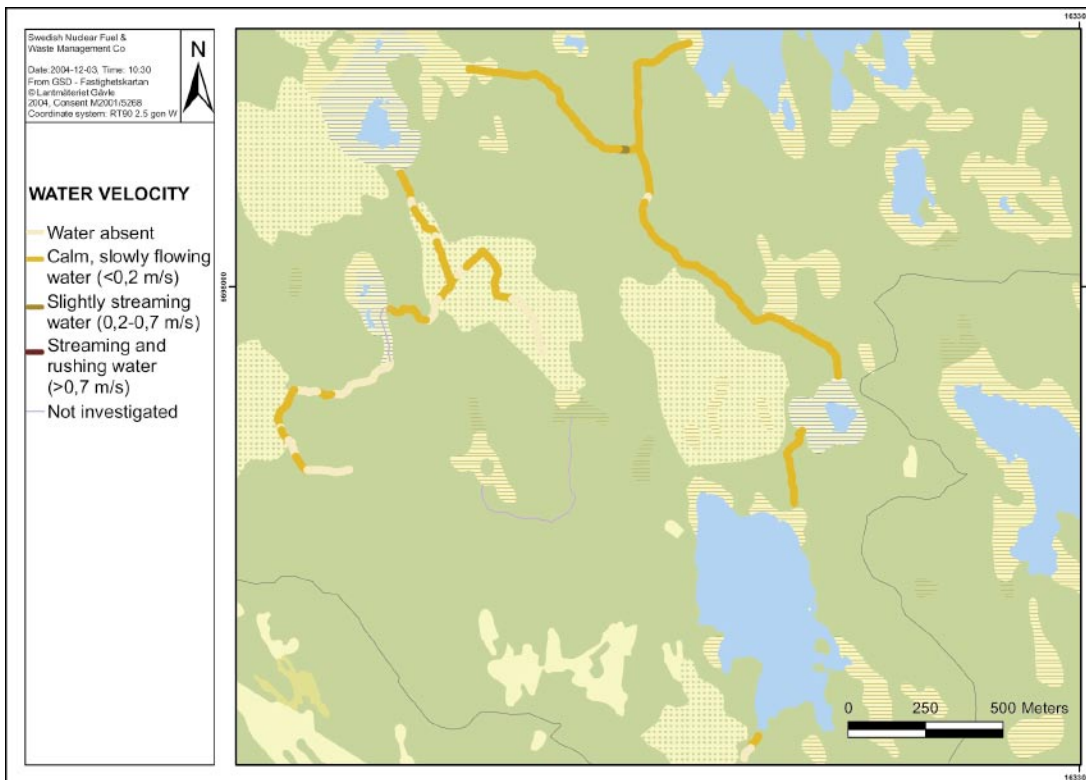 Swedish Nuclear Fuel &
Waste Management Co
Date:2004-12-03, Time: 10:30
From GSD - Fastighetskartan
© Lantmäteriet Gävle
2004, Consent M2001/5268
Coordinate system: RT90 2.5 gon W
N
WATER VELOCITY
Water absent
Calm, slowly flowing
water (<0,2 m/s)
Slightly streaming
water (0,2-0,7 m/s)
Streaming and
rushing water
(>0,7 m/s)
Not investigated
0 250 500 Meters